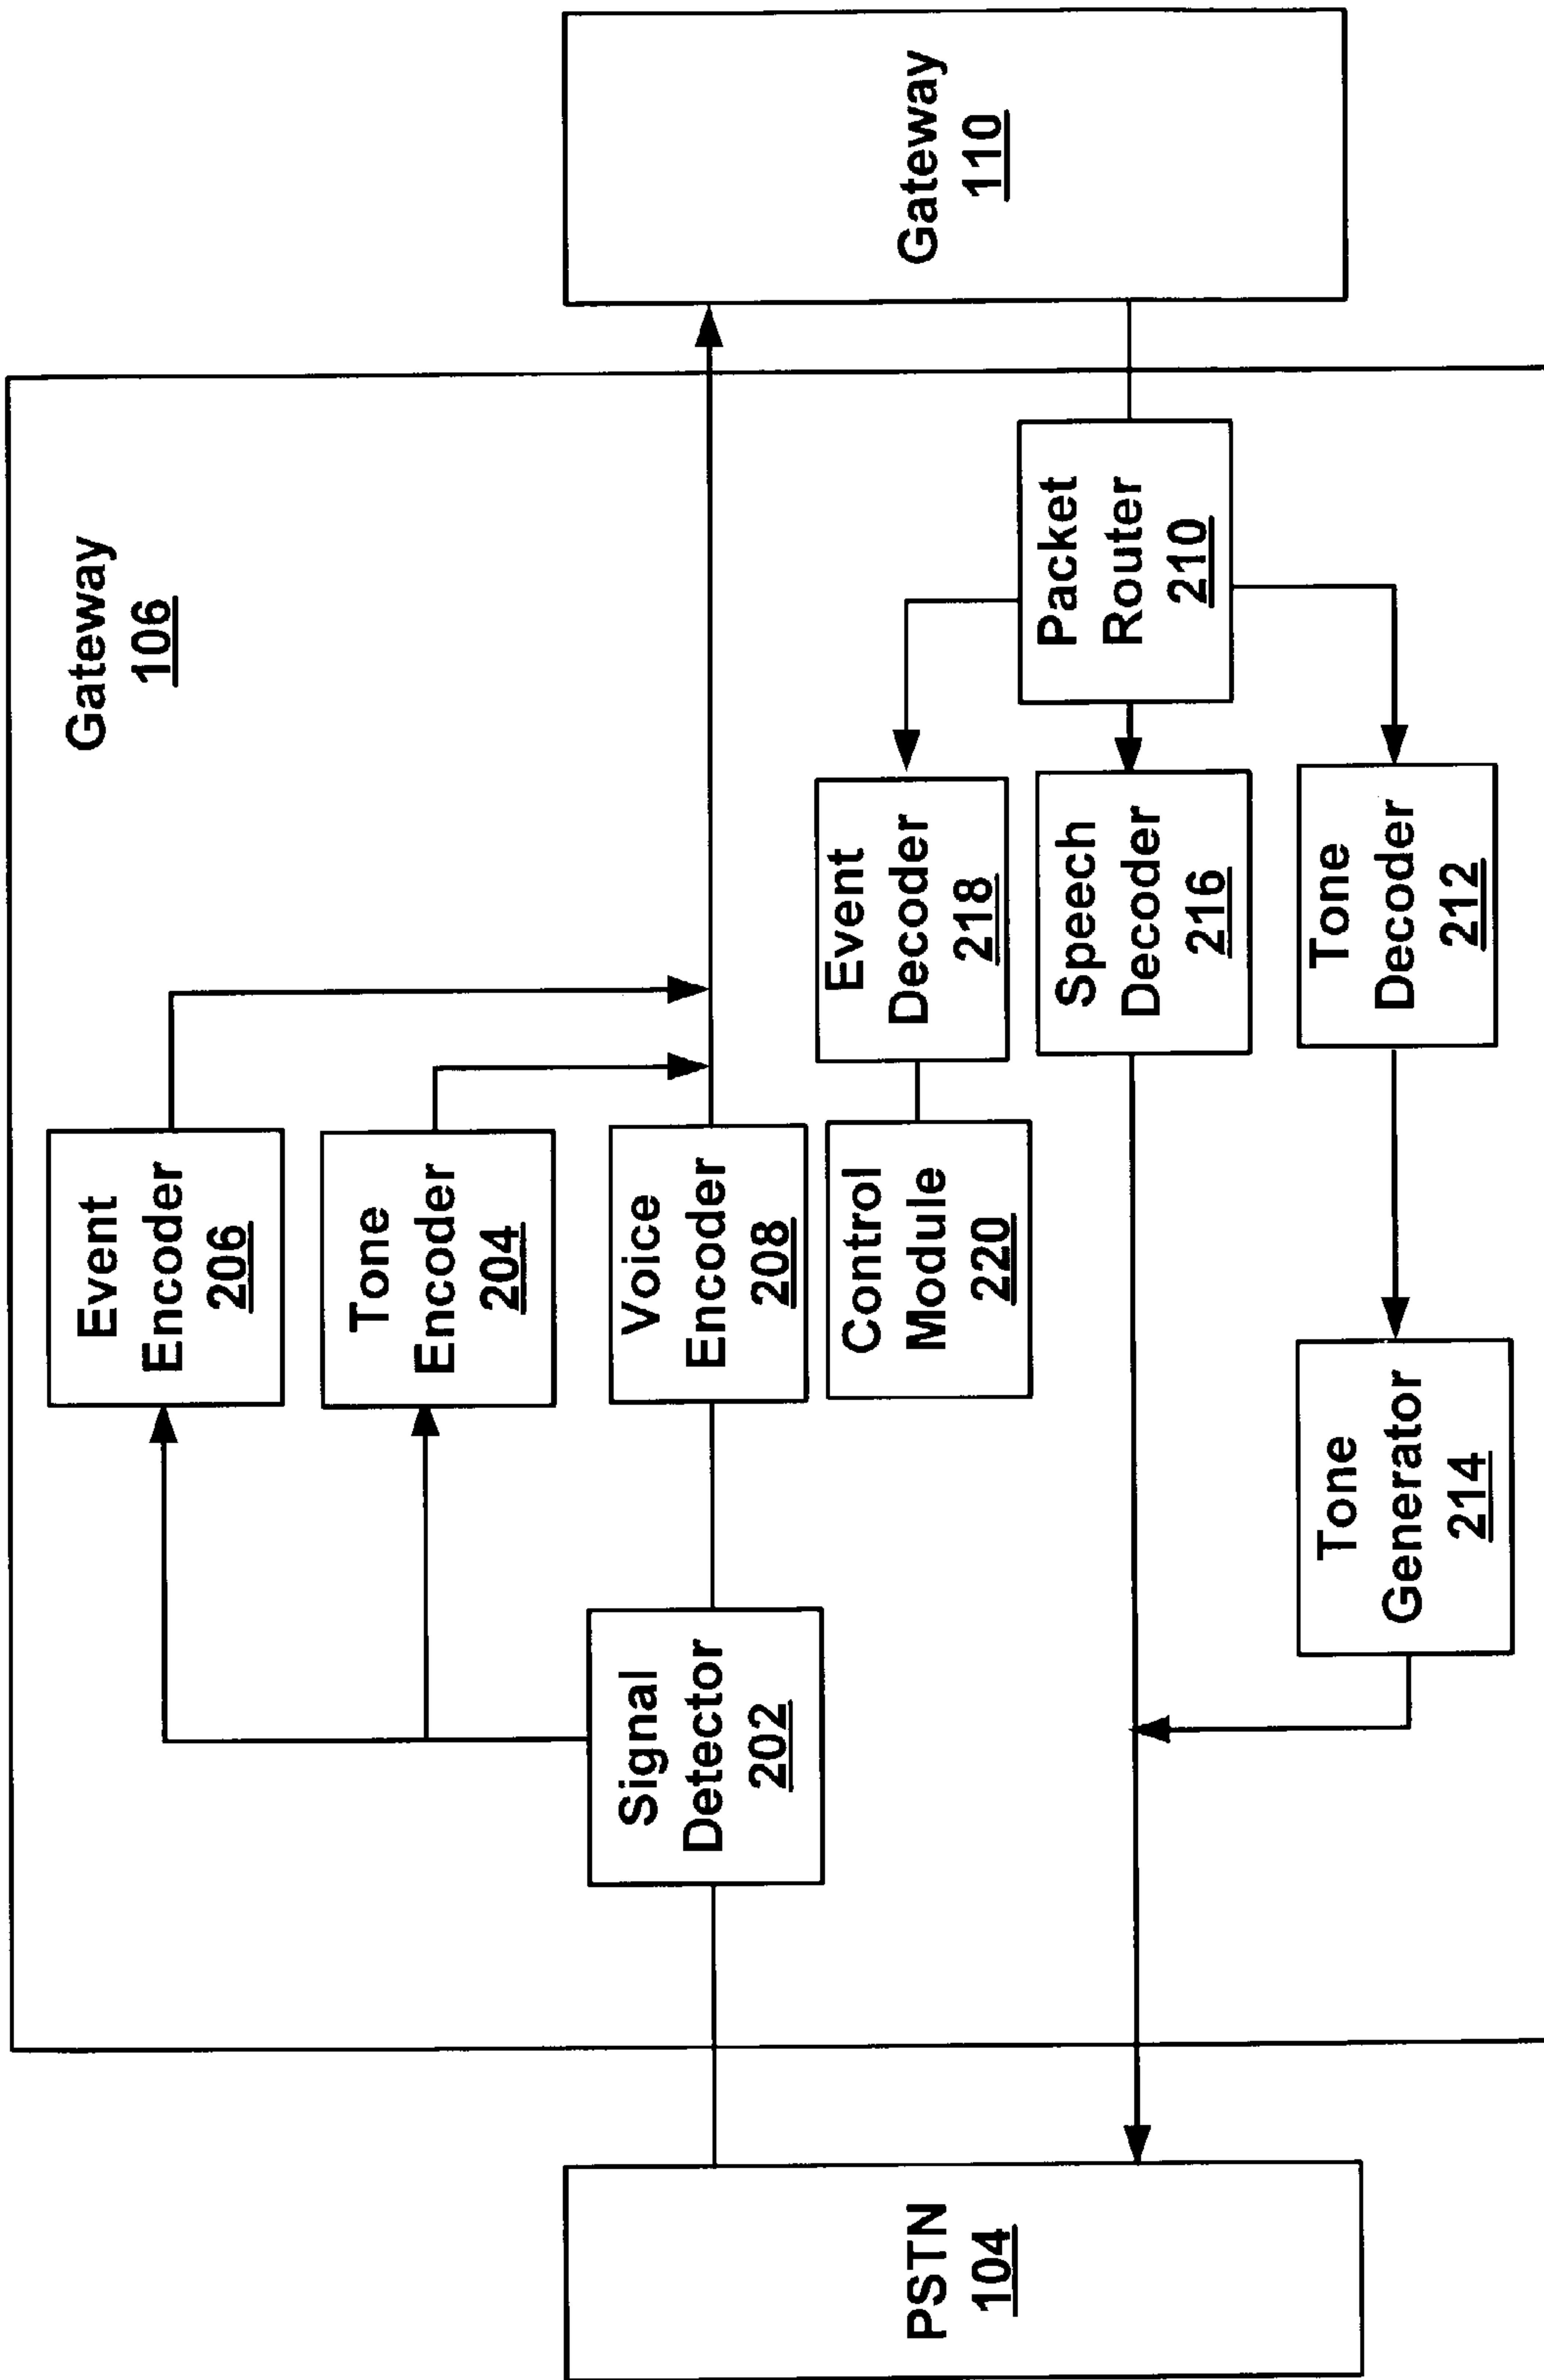 Gateway
106
Event
Encoder
206
Tone
Encoder
204
Signal
Detector
202
Voice
Encoder
208
PSTN
104
Control
Module
220
Event
Decoder
218
Gateway
110
Speech
Decoder
216
Packet
Router
210
Tone
Generator
214
Tone
Decoder
212